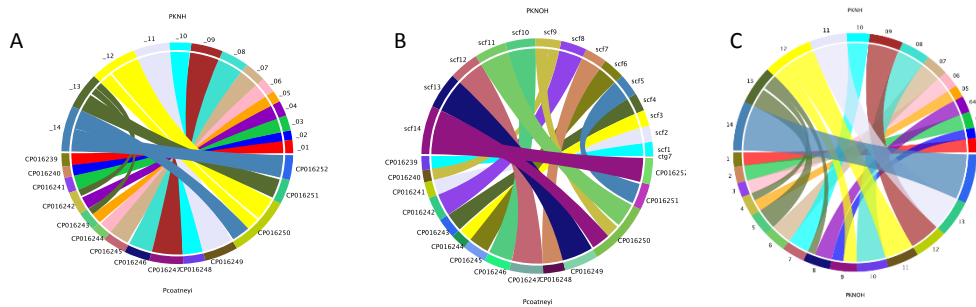 A
PKNH
_14
_13
_12
_11
_10
_09
_08
_07
_06
_05
_04
_03
_02
_01
CP016239
CP016240
CP016241
CP016242
CP016243
CP016244
CP016245
CP016246
CP016247
CP016248
CP016249
CP016250
CP016251
CP016252
Pcoatneyi
B
PKNOH
scf14
scf13
scf12
scf11
scf10
scf9
scf8
scf7
scf6
scf5
scf4
scf3
scf2
scf1
ctg7
CP016239
CP016240
CP016241
CP016242
CP016243
CP016244
CP016245
CP016246
CP016247
CP016248
CP016249
CP016250
CP016251
Pcoatneyi
C
PKNH
14
13
12
11
10
09
08
07
06
05
04
1
2
3
4
5
6
7
8
9
10
11
12
13
PKNOH